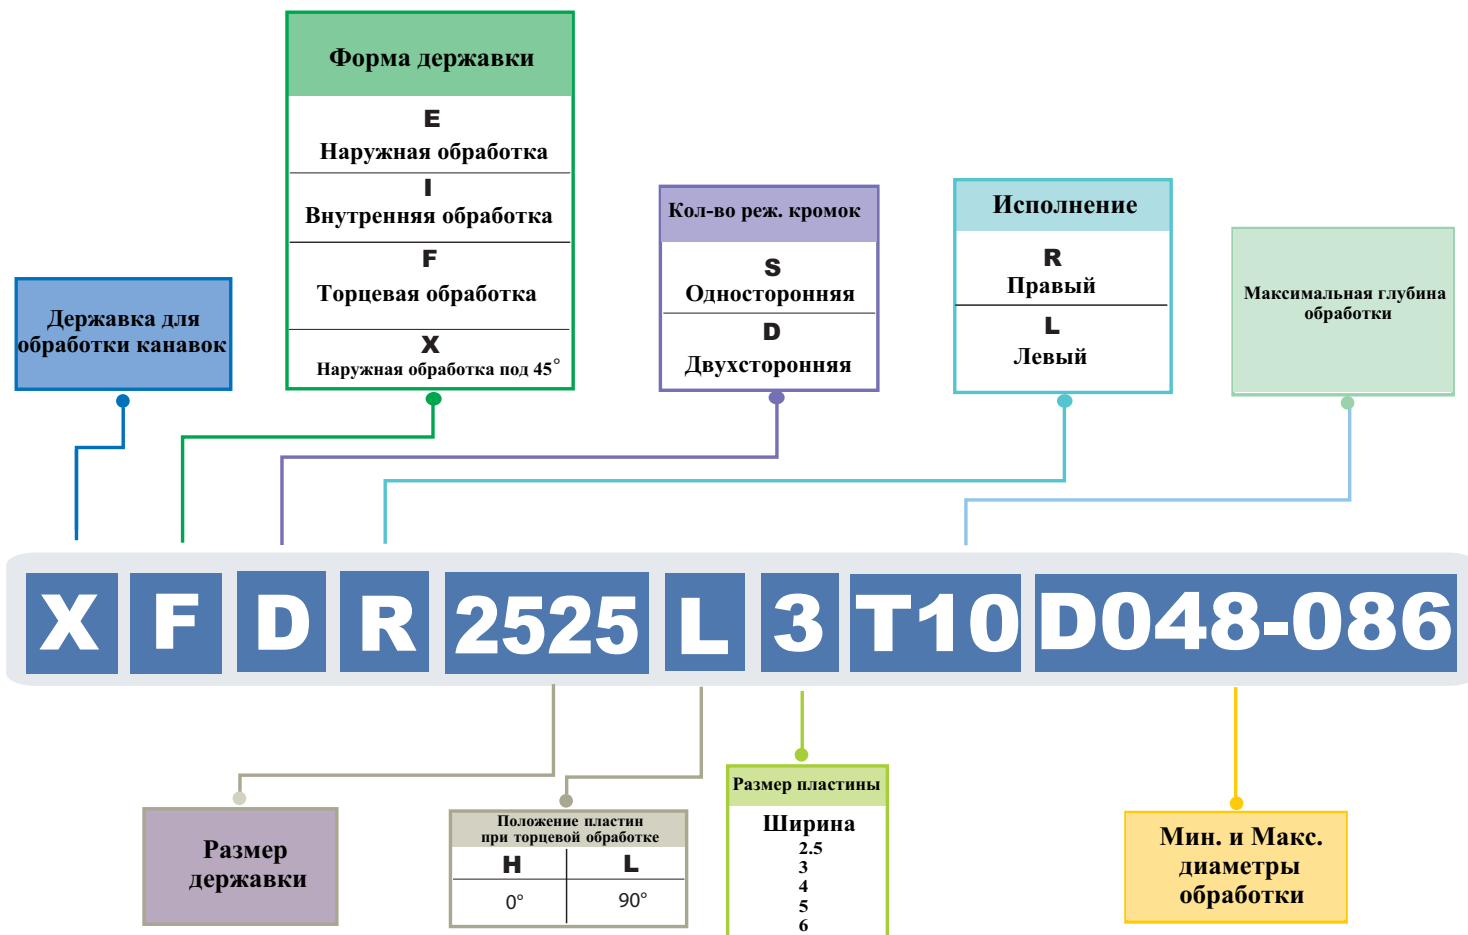 Форма державки
E
Наружная обработка
I
Внутренняя обработка
F
Торцевая обработка
X
Наружная обработка под 45°
Державка для
обработки канавок
Кол-во реж. кромок
S
Односторонняя
D
Двухсторонняя
Исполнение
R
Правый
L
Левый
Максимальная глубина
обработки
X F D R 2525 L 3 T10 D048-086
Размер
державки
Положение пластин
при торцевой обработке
H L
0° 90°
Размер пластины
Ширина
2.5
3
4
5
6
Мин. и Макс.
диаметры
обработки